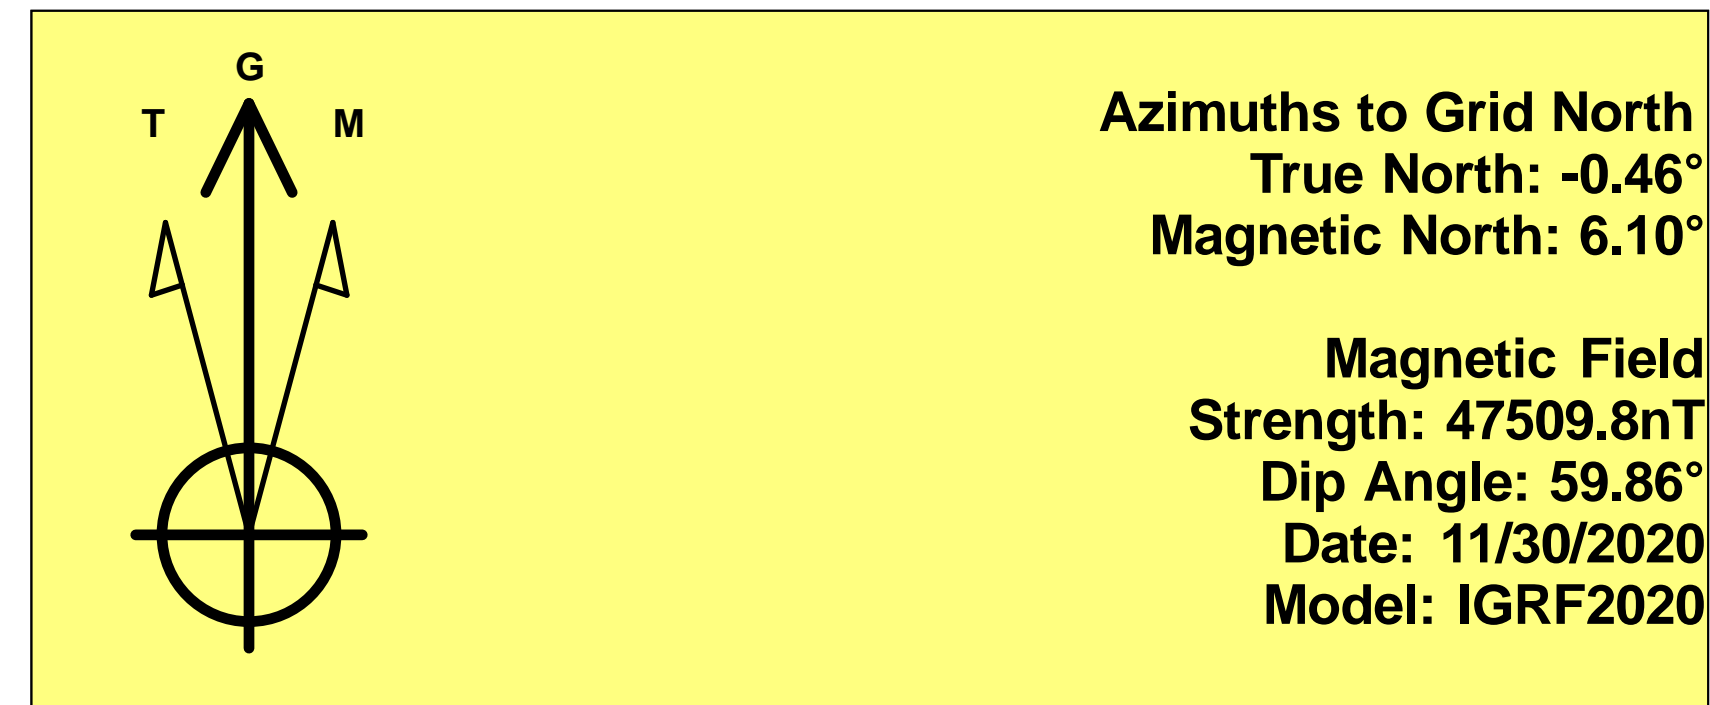 G
T M
Azimuths to Grid North
True North: -0.46°
Magnetic North: 6.10°
Magnetic Field
Strength: 47509.8nT
Dip Angle: 59.86°
Date: 11/30/2020
Model: IGRF2020